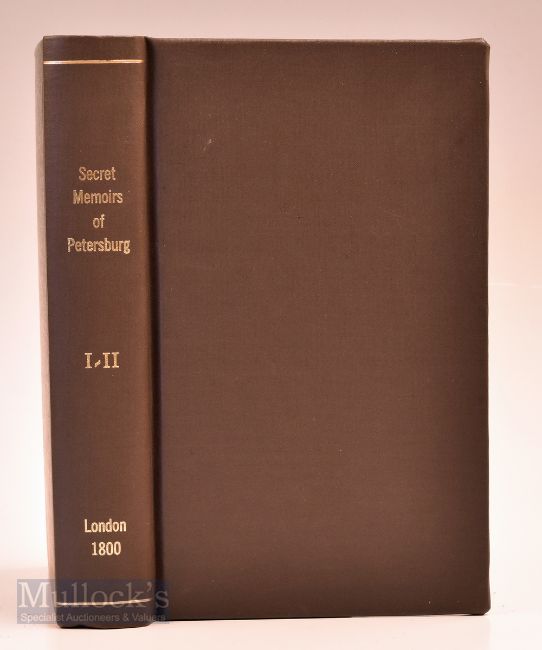 Secret
Memoirs
of
Petersburg
I-II
London
1800
Mullock's
Specialist Auctioneers & Valuers